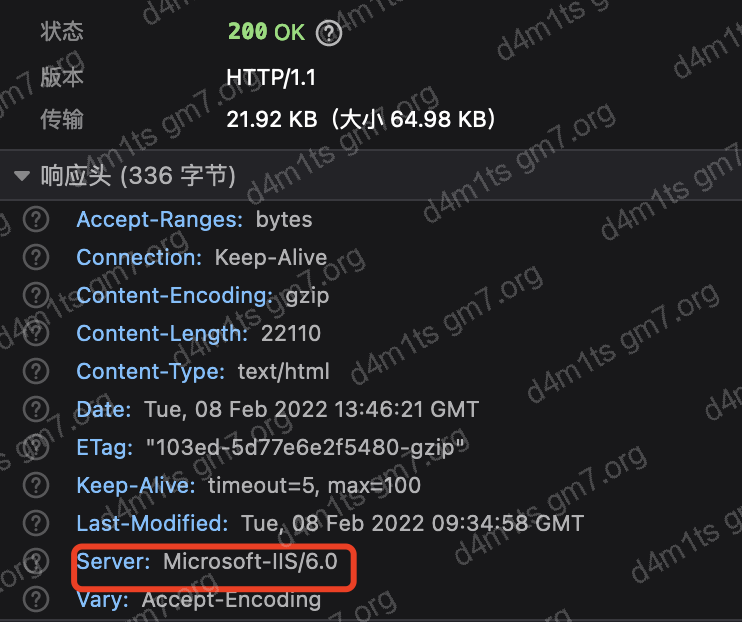 状态 200 OK
版本 HTTP/1.1
传输 21.92 KB（大小 64.98 KB）
响应头 (336 字节)
Accept-Ranges: bytes
Connection: Keep-Alive
Content-Encoding: gzip
Content-Length: 22110
Content-Type: text/html
Date: Tue, 08 Feb 2022 13:46:21 GMT
ETag: "103ed-5d77e6e2f5480-gzip"
Keep-Alive: timeout=5, max=100
Last-Modified: Tue, 08 Feb 2022 09:34:58 GMT
Server: Microsoft-IIS/6.0
Vary: Accept-Encoding
d4m1ts gm7.org